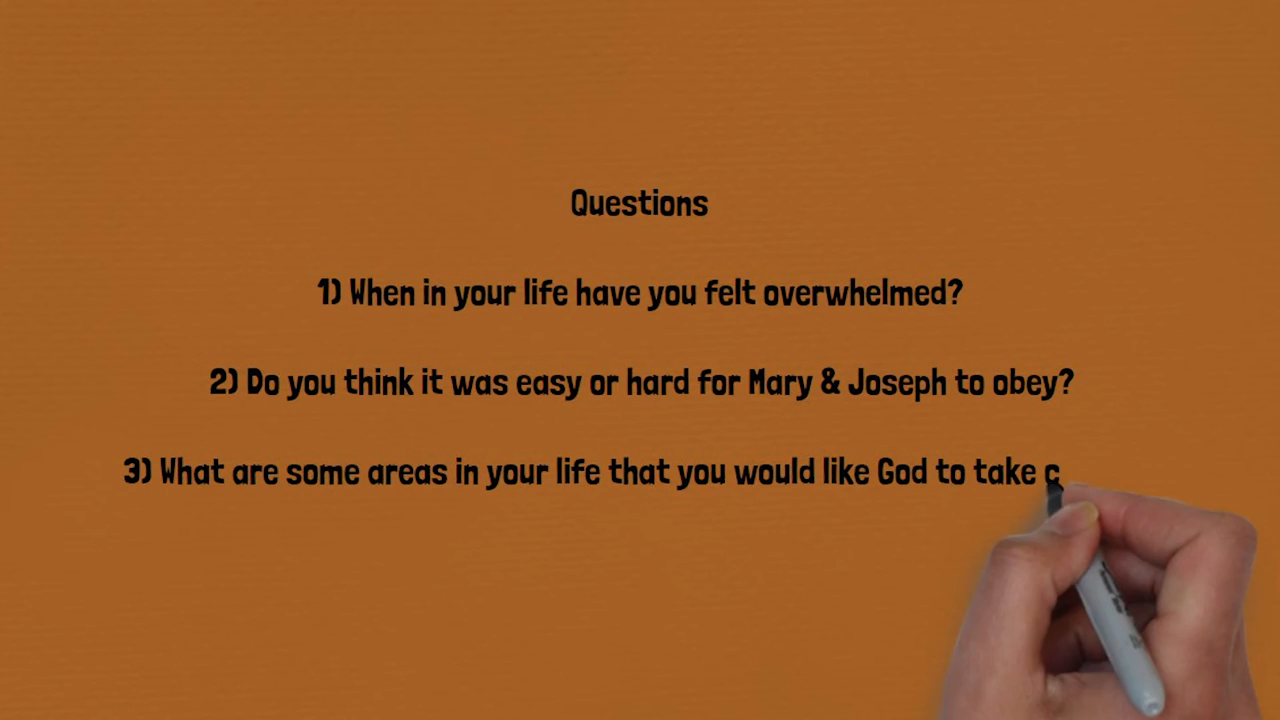 Questions
1) When in your life have you felt overwhelmed?
2) Do you think it was easy or hard for Mary & Joseph to obey?
3) What are some areas in your life that you would like God to take c